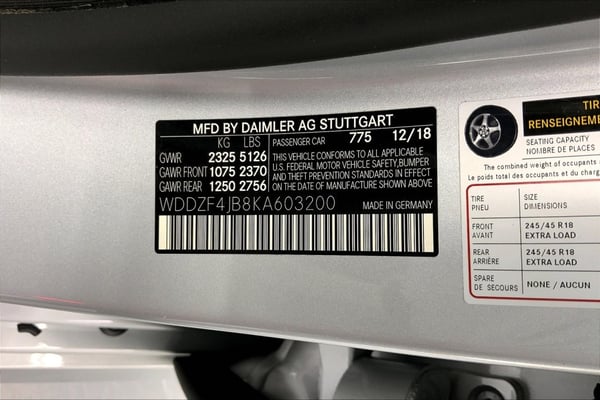 MFD BY DAIMLER AG STUTTGART
KG LBS PASSENGER CAR 775 12/18
GVWR 2325 5126 THIS VEHICLE CONFORMS TO ALL APPLICABLE
U.S. FEDERAL MOTOR VEHICLE SAFETY,BUMPER
GAWR FRONT 1075 2370 AND THEFT PREVENTION STANDARDS IN EFFECT
GAWR REAR 1250 2756 ON THE DATE OF MANUFACTURE SHOWN ABOVE
WDDZF4JB8KA603200 MADE IN GERMANY
TIR
RENSEIGNEME
SEATING CAPACITY
NOMBRE DE PLACES
The combined weight of occupants
Le poids total des occupants et du charg
TIRE SIZE
PNEU DIMENSIONS
FRONT 245/45 R18
AVANT EXTRA LOAD
REAR 245/45 R18
ARRIÈRE EXTRA LOAD
SPARE NONE / AUCUN
DE SECOURS